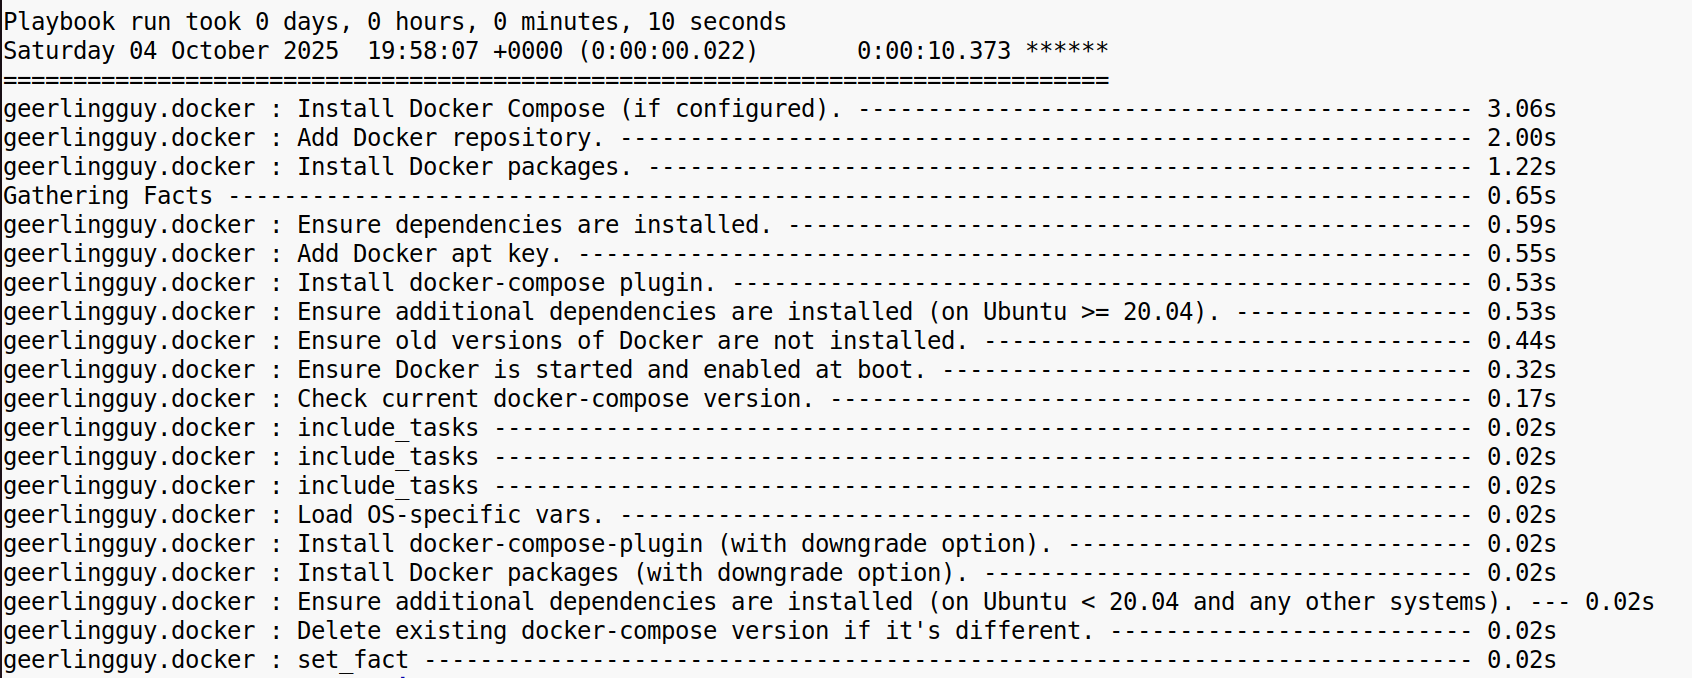 Playbook run took 0 days, 0 hours, 0 minutes, 10 seconds
Saturday 04 October 2025  19:58:07 +0000 (0:00:00.022)       0:00:10.373 ******
===============================================================================
geerlingguy.docker : Install Docker Compose (if configured). -------------------------------------------- 3.06s
geerlingguy.docker : Add Docker repository. ------------------------------------------------------------- 2.00s
geerlingguy.docker : Install Docker packages. ----------------------------------------------------------- 1.22s
Gathering Facts ----------------------------------------------------------------------------------------- 0.65s
geerlingguy.docker : Ensure dependencies are installed. ------------------------------------------------- 0.59s
geerlingguy.docker : Add Docker apt key. ---------------------------------------------------------------- 0.55s
geerlingguy.docker : Install docker-compose plugin. ----------------------------------------------------- 0.53s
geerlingguy.docker : Ensure additional dependencies are installed (on Ubuntu >= 20.04). ----------------- 0.53s
geerlingguy.docker : Ensure old versions of Docker are not installed. ----------------------------------- 0.44s
geerlingguy.docker : Ensure Docker is started and enabled at boot. -------------------------------------- 0.32s
geerlingguy.docker : Check current docker-compose version. ---------------------------------------------- 0.17s
geerlingguy.docker : include_tasks ---------------------------------------------------------------------- 0.02s
geerlingguy.docker : include_tasks ---------------------------------------------------------------------- 0.02s
geerlingguy.docker : include_tasks ---------------------------------------------------------------------- 0.02s
geerlingguy.docker : Load OS-specific vars. ------------------------------------------------------------- 0.02s
geerlingguy.docker : Install docker-compose-plugin (with downgrade option). ----------------------------- 0.02s
geerlingguy.docker : Install Docker packages (with downgrade option). ----------------------------------- 0.02s
geerlingguy.docker : Ensure additional dependencies are installed (on Ubuntu < 20.04 and any other systems). --- 0.02s
geerlingguy.docker : Delete existing docker-compose version if it's different. -------------------------- 0.02s
geerlingguy.docker : set_fact --------------------------------------------------------------------------- 0.02s